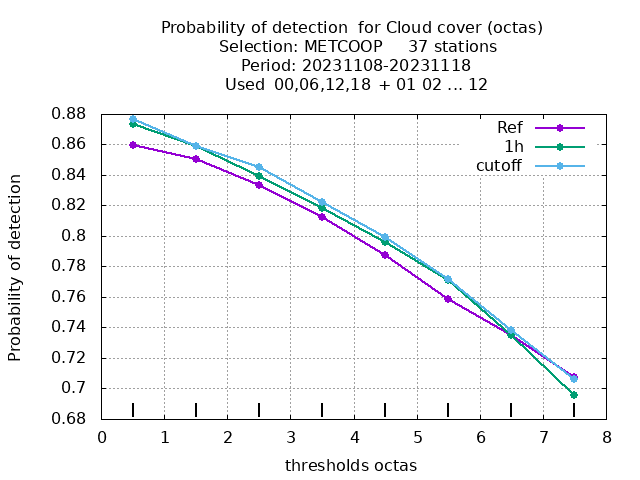 Probability of detection  for Cloud cover (octas)
Selection: METCOOP     37 stations
Period: 20231108-20231118
Used  00,06,12,18  + 01 02 ... 12
Ref
1h
cutoff
Probability of detection
0.88
0.86
0.84
0.82
0.8
0.78
0.76
0.74
0.72
0.7
0.68
0 1 2 3 4 5 6 7 8
thresholds octas